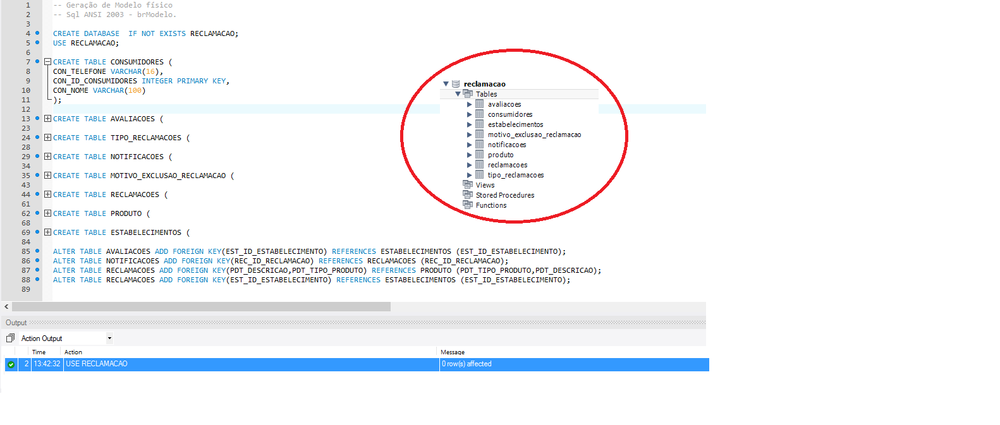 1 -- Geração de Modelo físico
2 -- Sql ANSI 2003 - brModelo.
3
4 CREATE DATABASE  IF NOT EXISTS RECLAMACAO;
5 USE RECLAMACAO;
6
7 CREATE TABLE CONSUMIDORES (
8 CON_TELEFONE VARCHAR(16),
9 CON_ID_CONSUMIDORES INTEGER PRIMARY KEY,
10 CON_NOME VARCHAR(100)
11 );
12
13 CREATE TABLE AVALIACOES (
23
24 CREATE TABLE TIPO_RECLAMACOES (
28
29 CREATE TABLE NOTIFICACOES (
34
35 CREATE TABLE MOTIVO_EXCLUSAO_RECLAMACAO (
43
44 CREATE TABLE RECLAMACOES (
61
62 CREATE TABLE PRODUTO (
68
69 CREATE TABLE ESTABELECIMENTOS (
84
85 ALTER TABLE AVALIACOES ADD FOREIGN KEY(EST_ID_ESTABELECIMENTO) REFERENCES ESTABELECIMENTOS (EST_ID_ESTABELECIMENTO);
86 ALTER TABLE NOTIFICACOES ADD FOREIGN KEY(REC_ID_RECLAMACAO) REFERENCES RECLAMACOES (REC_ID_RECLAMACAO);
87 ALTER TABLE RECLAMACOES ADD FOREIGN KEY(PDT_DESCRICAO,PDT_TIPO_PRODUTO) REFERENCES PRODUTO (PDT_TIPO_PRODUTO,PDT_DESCRICAO);
88 ALTER TABLE RECLAMACOES ADD FOREIGN KEY(EST_ID_ESTABELECIMENTO) REFERENCES ESTABELECIMENTOS (EST_ID_ESTABELECIMENTO);
89
reclamacao
Tables
avaliacoes
consumidores
estabelecimentos
motivo_exclusao_reclamacao
notificacoes
produto
reclamacoes
tipo_reclamacoes
Views
Stored Procedures
Functions
Output
Action Output
Time Action Message
2 13:42:32 USE RECLAMACAO 0 row(s) affected